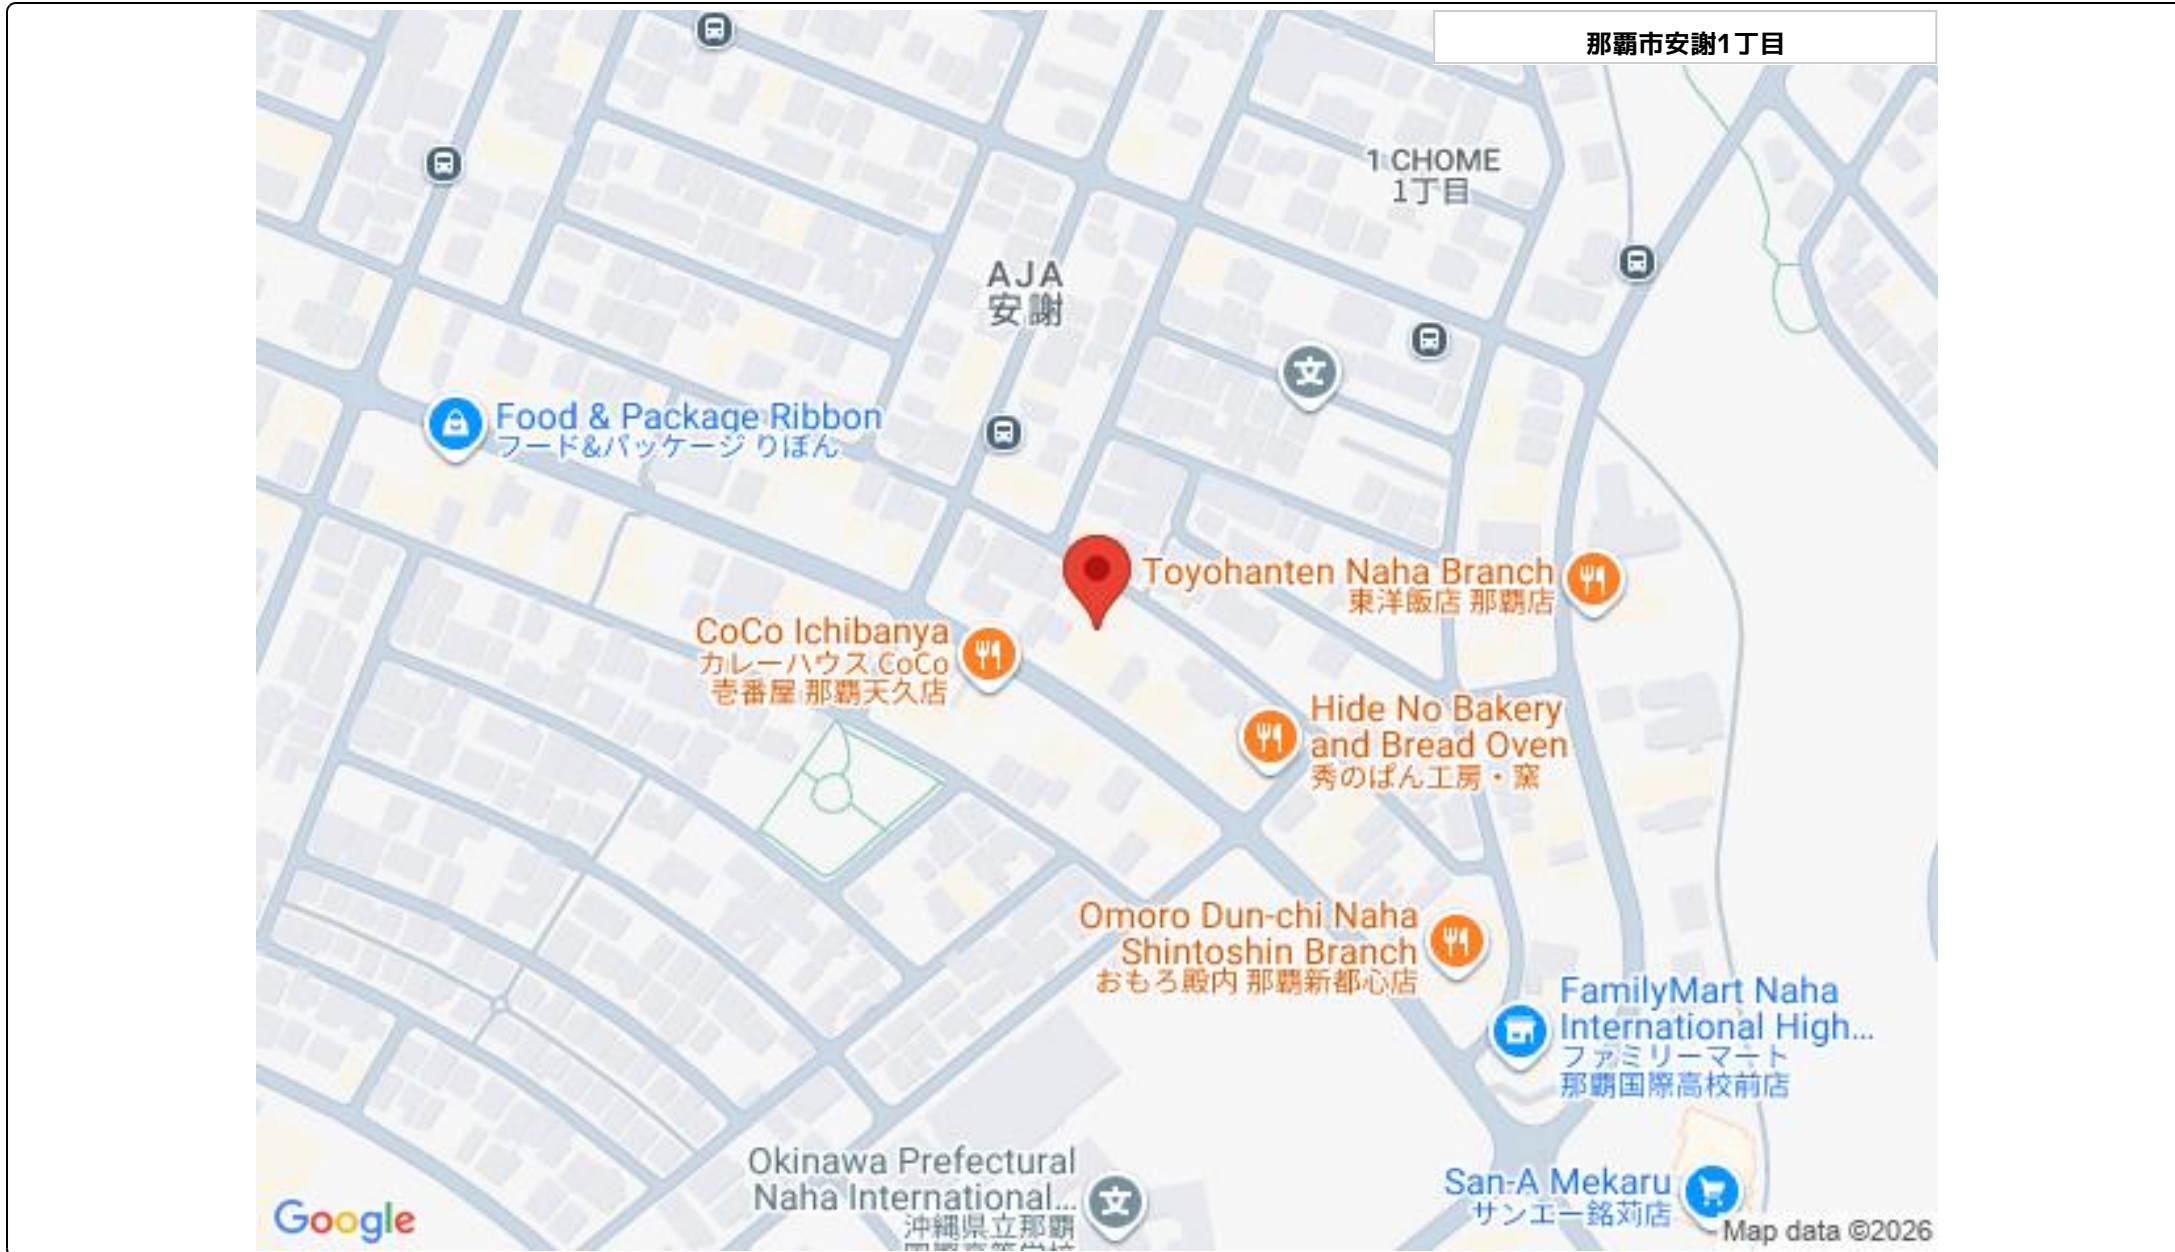 那覇市安謝1丁目
1 CHOME
1丁目
AJA
安謝
Food & Package Ribbon
フード&パッケージ りぼん
Toyohanten Naha Branch
東洋飯店 那覇店
CoCo Ichibanya
カレーハウス CoCo
壱番屋 那覇天久店
Hide No Bakery
and Bread Oven
秀のぱん工房・窯
Omoro Dun-chi Naha
Shintoshin Branch
おもろ殿内 那覇新都心店
FamilyMart Naha
International High...
ファミリーマート
那覇国際高校前店
Okinawa Prefectural
Naha International...
沖縄県立那覇
San-A Mekaru
サンエー銘苅店
文
文
Google
Map data ©2026